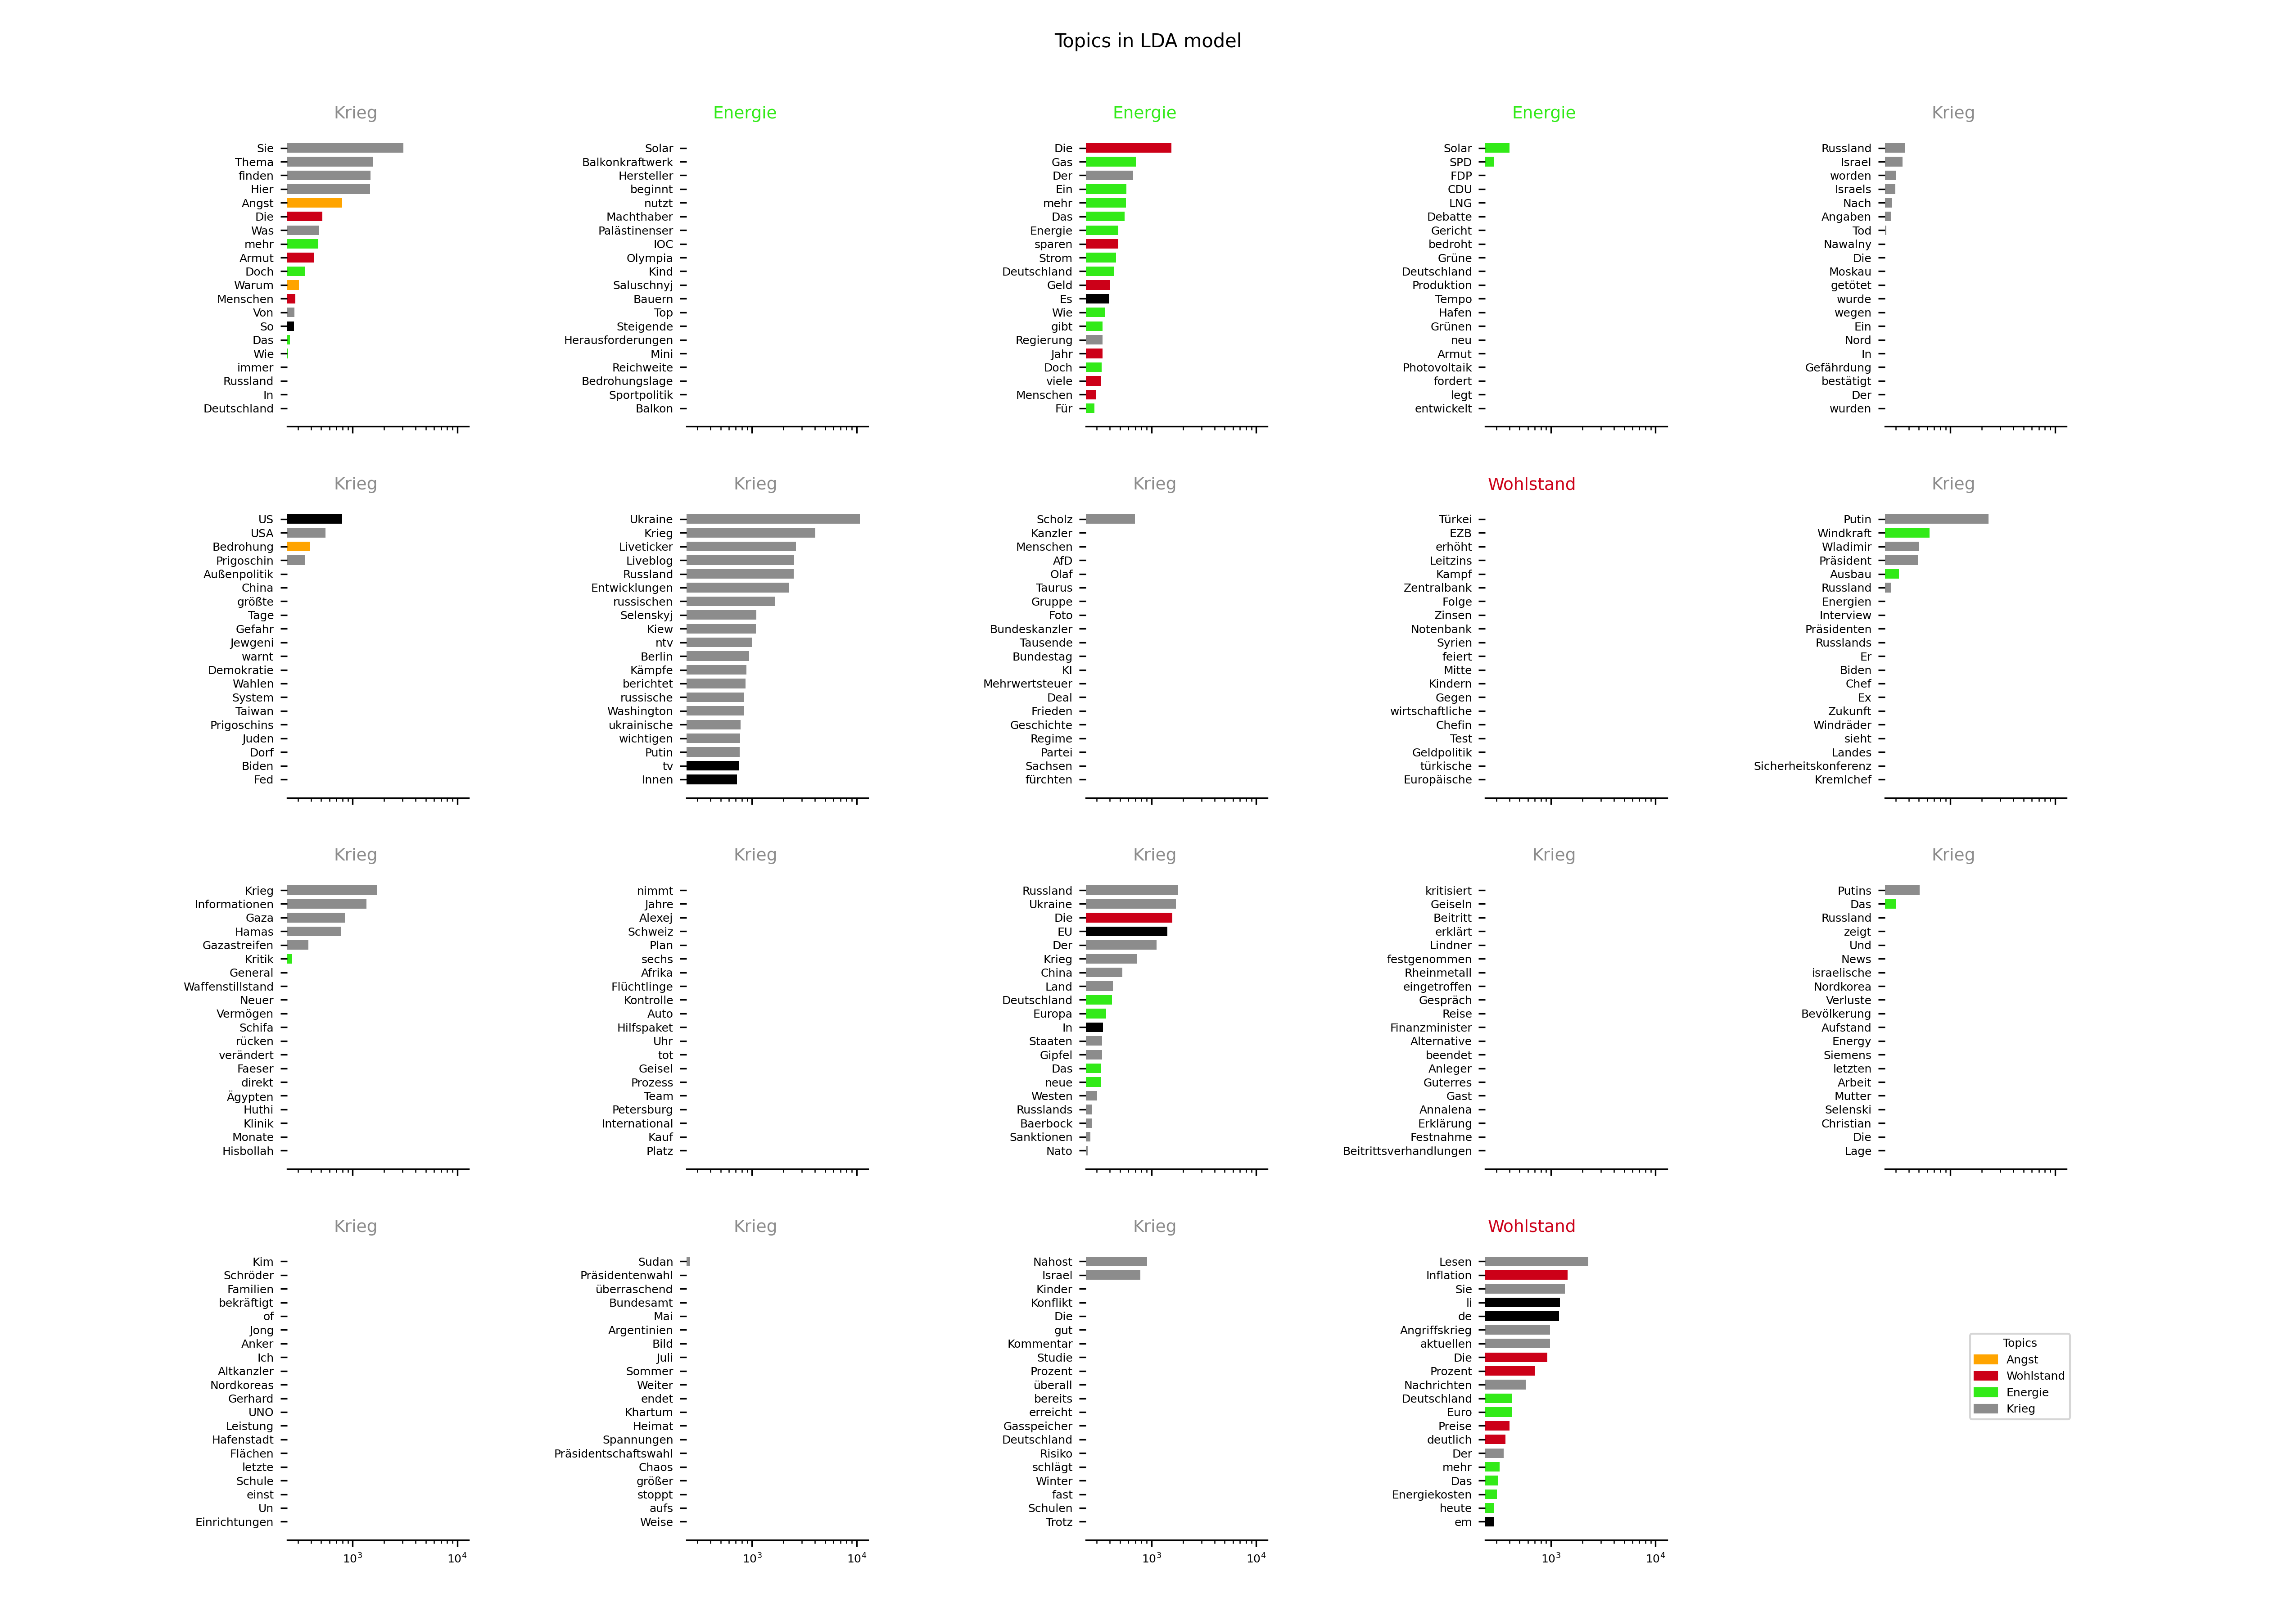 Topics in LDA model
Krieg
Sie
Thema
finden
Hier
Angst
Die
Was
mehr
Armut
Doch
Warum
Menschen
Von
So
Das
Wie
immer
Russland
In
Deutschland
Energie
Solar
Balkonkraftwerk
Hersteller
beginnt
nutzt
Machthaber
Palästinenser
IOC
Olympia
Kind
Saluschnyj
Bauern
Top
Steigende
Herausforderungen
Mini
Reichweite
Bedrohungslage
Sportpolitik
Balkon
Energie
Die
Gas
Der
Ein
mehr
Das
Energie
sparen
Strom
Deutschland
Geld
Es
Wie
gibt
Regierung
Jahr
Doch
viele
Menschen
Für
Energie
Solar
SPD
FDP
CDU
LNG
Debatte
Gericht
bedroht
Grüne
Deutschland
Produktion
Tempo
Hafen
Grünen
neu
Armut
Photovoltaik
fordert
legt
entwickelt
Krieg
Russland
Israel
worden
Israels
Nach
Angaben
Tod
Nawalny
Die
Moskau
getötet
wurde
wegen
Ein
Nord
In
Gefährdung
bestätigt
Der
wurden
Krieg
US
USA
Bedrohung
Prigoschin
Außenpolitik
China
größte
Tage
Gefahr
Jewgeni
warnt
Demokratie
Wahlen
System
Taiwan
Prigoschins
Juden
Dorf
Biden
Fed
Krieg
Ukraine
Krieg
Liveticker
Liveblog
Russland
Entwicklungen
russischen
Selenskyj
Kiew
ntv
Berlin
Kämpfe
berichtet
russische
Washington
ukrainische
wichtigen
Putin
tv
Innen
Krieg
Scholz
Kanzler
Menschen
AfD
Olaf
Taurus
Gruppe
Foto
Bundeskanzler
Tausende
Bundestag
KI
Mehrwertsteuer
Deal
Frieden
Geschichte
Regime
Partei
Sachsen
fürchten
Wohlstand
Türkei
EZB
erhöht
Leitzins
Kampf
Zentralbank
Folge
Zinsen
Notenbank
Syrien
feiert
Mitte
Kindern
Gegen
wirtschaftliche
Chefin
Test
Geldpolitik
türkische
Europäische
Krieg
Putin
Windkraft
Wladimir
Präsident
Ausbau
Russland
Energien
Interview
Präsidenten
Russlands
Er
Biden
Chef
Ex
Zukunft
Windräder
sieht
Landes
Sicherheitskonferenz
Kremlchef
Krieg
Krieg
Informationen
Gaza
Hamas
Gazastreifen
Kritik
General
Waffenstillstand
Neuer
Vermögen
Schifa
rücken
verändert
Faeser
direkt
Ägypten
Huthi
Klinik
Monate
Hisbollah
Krieg
nimmt
Jahre
Alexej
Schweiz
Plan
sechs
Afrika
Flüchtlinge
Kontrolle
Auto
Hilfspaket
Uhr
tot
Geisel
Prozess
Team
Petersburg
International
Kauf
Platz
Krieg
Russland
Ukraine
Die
EU
Der
Krieg
China
Land
Deutschland
Europa
In
Staaten
Gipfel
Das
neue
Westen
Russlands
Baerbock
Sanktionen
Nato
Krieg
kritisiert
Geiseln
Beitritt
erklärt
Lindner
festgenommen
Rheinmetall
eingetroffen
Gespräch
Reise
Finanzminister
Alternative
beendet
Anleger
Guterres
Gast
Annalena
Erklärung
Festnahme
Beitrittsverhandlungen
Krieg
Putins
Das
Russland
zeigt
Und
News
israelische
Nordkorea
Verluste
Bevölkerung
Aufstand
Energy
Siemens
letzten
Arbeit
Mutter
Selenski
Christian
Die
Lage
Krieg
Kim
Schröder
Familien
bekräftigt
of
Jong
Anker
Ich
Altkanzler
Nordkoreas
Gerhard
UNO
Leistung
Hafenstadt
Flächen
letzte
Schule
einst
Un
Einrichtungen
10³ 10⁴
Krieg
Sudan
Präsidentenwahl
überraschend
Bundesamt
Mai
Argentinien
Bild
Juli
Sommer
Weiter
endet
Khartum
Heimat
Spannungen
Präsidentschaftswahl
Chaos
größer
stoppt
aufs
Weise
10³ 10⁴
Krieg
Nahost
Israel
Kinder
Konflikt
Die
gut
Kommentar
Studie
Prozent
überall
bereits
erreicht
Gasspeicher
Deutschland
Risiko
schlägt
Winter
fast
Schulen
Trotz
10³ 10⁴
Wohlstand
Lesen
Inflation
Sie
li
de
Angriffskrieg
aktuellen
Die
Prozent
Nachrichten
Deutschland
Euro
Preise
deutlich
Der
mehr
Das
Energiekosten
heute
em
10³ 10⁴
Topics
Angst
Wohlstand
Energie
Krieg